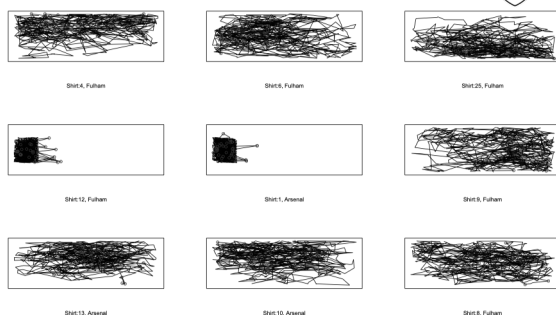 Shirt:4, Fulham
Shirt:6, Fulham
Shirt:25, Fulham
Shirt:12, Fulham
Shirt:1, Arsenal
Shirt:9, Fulham
Shirt:13, Arsenal
Shirt:10, Arsenal
Shirt:8, Fulham